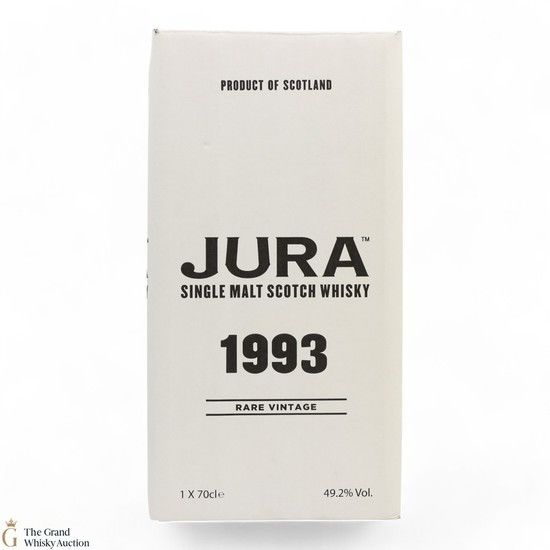 PRODUCT OF SCOTLAND
JURA™
SINGLE MALT SCOTCH WHISKY
1993
RARE VINTAGE
1 X 70cl℮
49.2% Vol.
G
The Grand
Whisky Auction